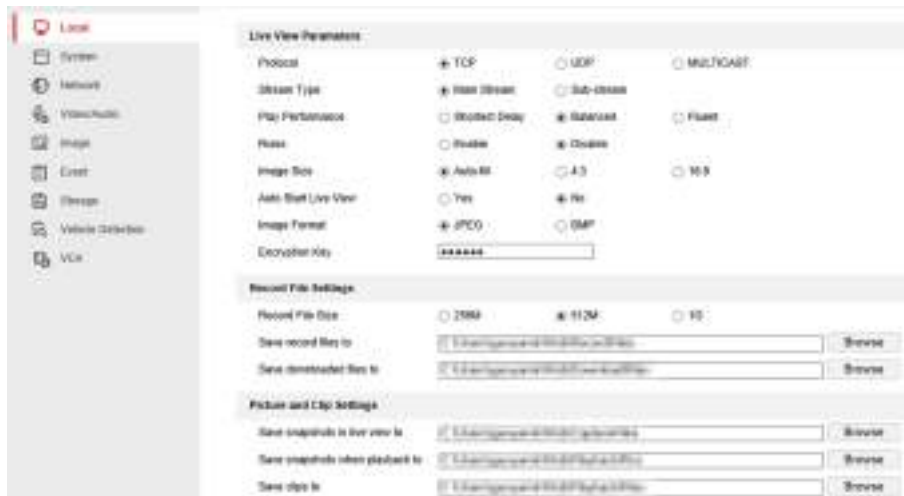 Local
System
Network
Video/Audio
Image
Event
Storage
Vehicle Detection
VCA
Live View Parameters
Protocol TCP UDP MULTICAST
Stream Type Main Stream Sub-stream
Play Performance Shortest Delay Balanced Fluent
Rules Enable Disable
Image Size Auto-fill 4:3 16:9
Auto Start Live View Yes No
Image Format JPEG BMP
Encryption Key ••••••
Record File Settings
Record File Size 256M 512M 1G
Save record files to Browse
Save downloaded files to Browse
Picture and Clip Settings
Save snapshots in live view to Browse
Save snapshots when playback to Browse
Save clips to Browse